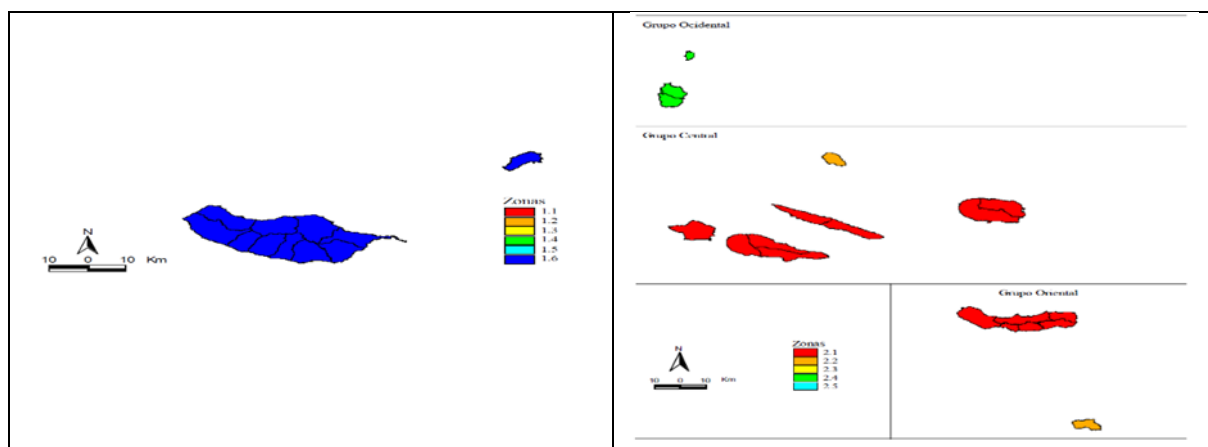 Zonas
1.1
1.2
1.3
1.4
1.5
1.6
N
10 0 10 Km
Grupo Ocidental
Grupo Central
Grupo Oriental
Zonas
2.1
2.2
2.3
2.4
2.5
N
10 0 10 Km